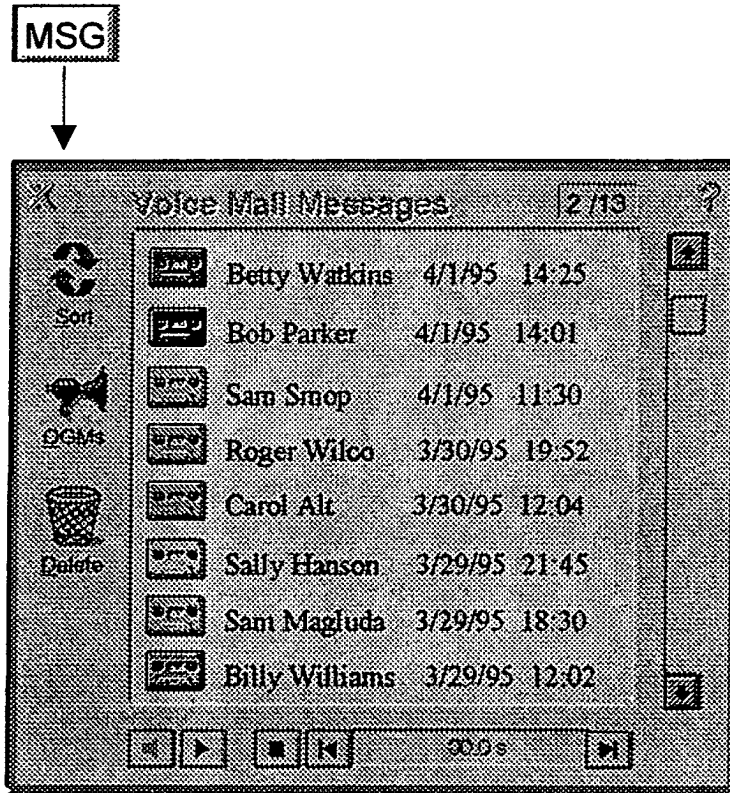 MSG
Voice Mail Messages 2/13 ?
Betty Watkins 4/1/95 14:25
Sort
Bob Parker 4/1/95 14:01
Sam Smop 4/1/95 11:30
OGMs
Roger Wilco 3/30/95 19:52
Carol Alt 3/30/95 12:04
Delete
Sally Hanson 3/29/95 21:45
Sam Magluda 3/29/95 18:30
Billy Williams 3/29/95 12:02
00.0 s